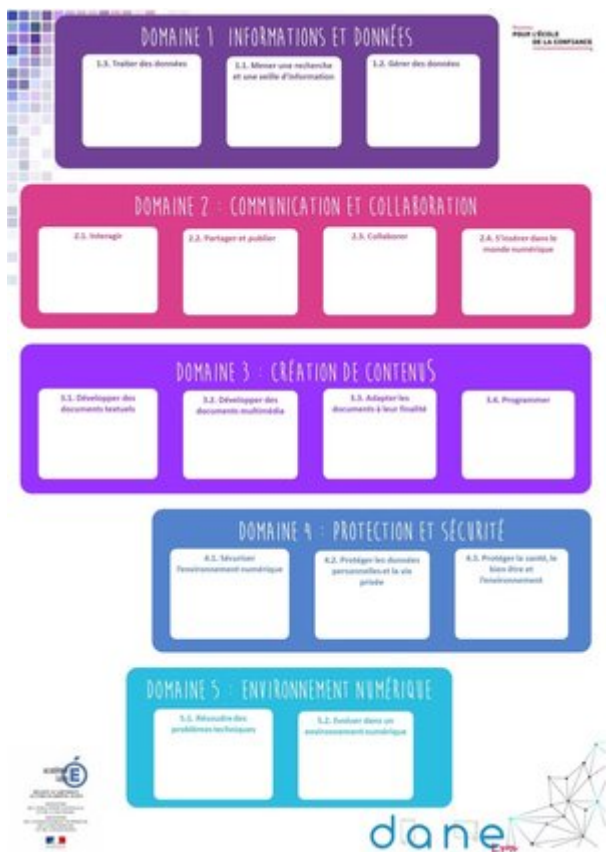 POUR L'ÉCOLE
DE LA CONFIANCE
DOMAINE 1 INFORMATIONS ET DONNÉES
1.3. Traiter des données
1.1. Mener une recherche
et une veille d'information
1.2. Gérer des données
DOMAINE 2 : COMMUNICATION ET COLLABORATION
2.1. Interagir
2.2. Partager et publier
2.3. Collaborer
2.4. S'insérer dans le
monde numérique
DOMAINE 3 : CRÉATION DE CONTENUS
3.1. Développer des
documents textuels
3.2. Développer des
documents multimédia
3.3. Adapter les
documents à leur finalité
3.4. Programmer
DOMAINE 4 : PROTECTION ET SÉCURITÉ
4.1. Sécuriser
l'environnement numérique
4.2. Protéger les données
personnelles et la vie
privée
4.3. Protéger la santé, le
bien être et
l'environnement
DOMAINE 5 : ENVIRONNEMENT NUMÉRIQUE
5.1. Résoudre des
problèmes techniques
5.2. Evoluer dans un
environnement numérique
dane